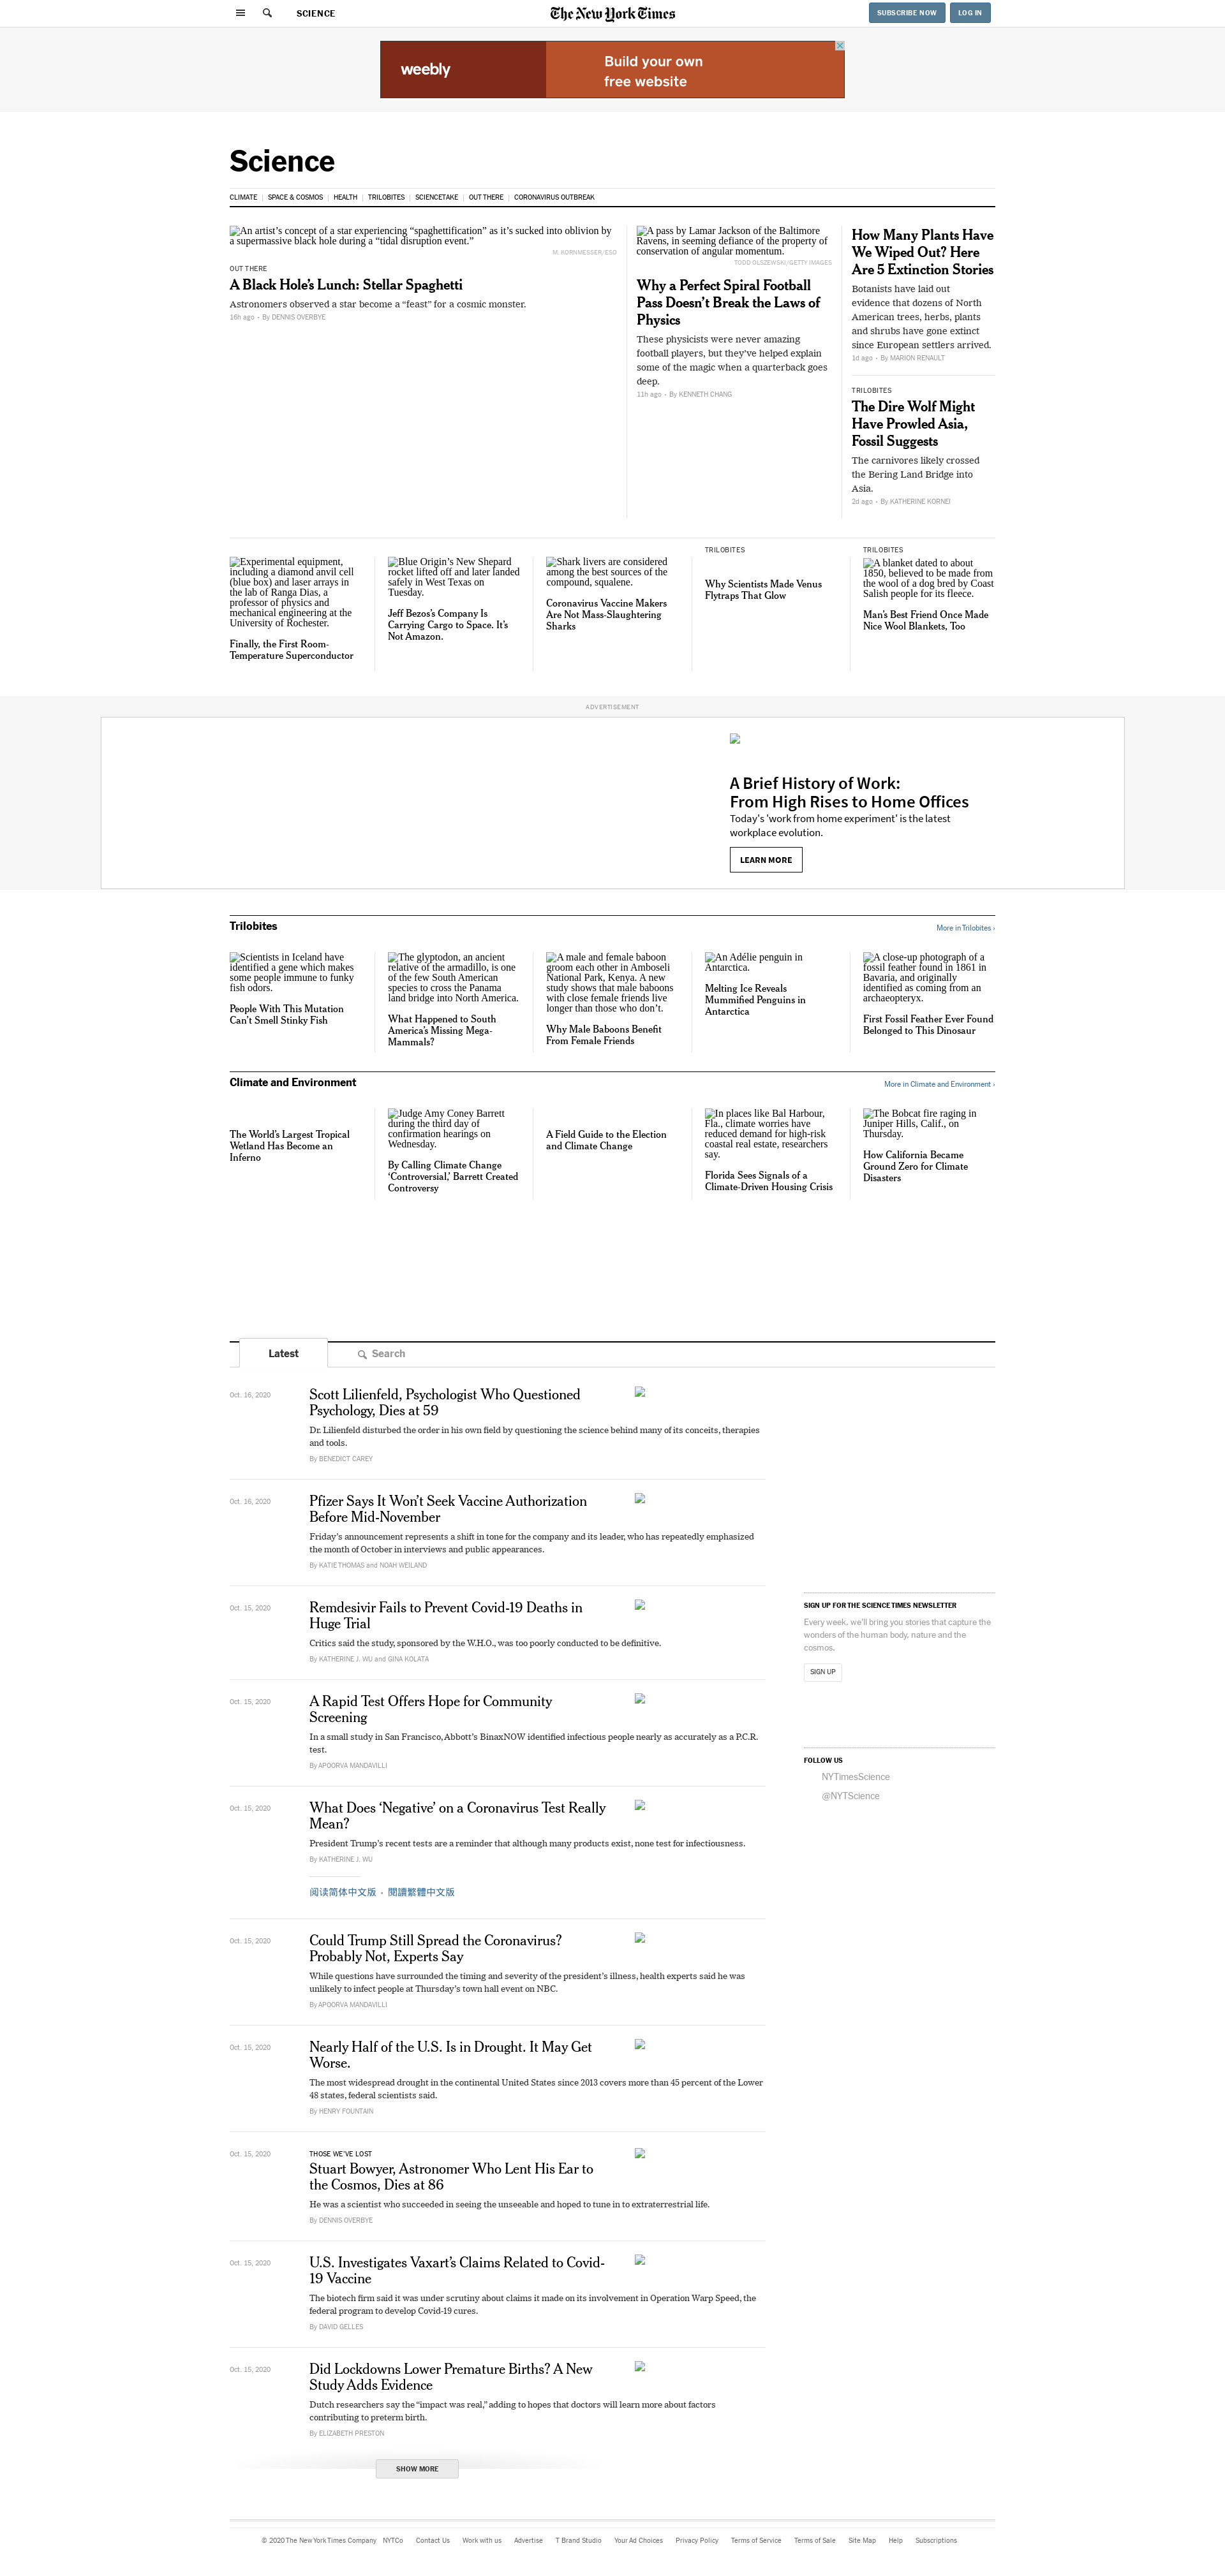 SCIENCE
The New York Times
SUBSCRIBE NOW
LOG IN
weebly
Build your own
free website
Science
CLIMATE | SPACE & COSMOS | HEALTH | TRILOBITES | SCIENCETAKE | OUT THERE | CORONAVIRUS OUTBREAK
An artist’s concept of a star experiencing “spaghettification” as it’s sucked into oblivion by
a supermassive black hole during a “tidal disruption event.”
M. KORNMESSER/ESO
OUT THERE
A Black Hole’s Lunch: Stellar Spaghetti
Astronomers observed a star become a “feast” for a cosmic monster.
16h ago • By DENNIS OVERBYE
A pass by Lamar Jackson of the Baltimore
Ravens, in seeming defiance of the property of
conservation of angular momentum.
TODD OLSZEWSKI/GETTY IMAGES
Why a Perfect Spiral Football
Pass Doesn’t Break the Laws of
Physics
These physicists were never amazing
football players, but they’ve helped explain
some of the magic when a quarterback goes
deep.
11h ago • By KENNETH CHANG
How Many Plants Have
We Wiped Out? Here
Are 5 Extinction Stories
Botanists have laid out
evidence that dozens of North
American trees, herbs, plants
and shrubs have gone extinct
since European settlers arrived.
1d ago • By MARION RENAULT
TRILOBITES
The Dire Wolf Might
Have Prowled Asia,
Fossil Suggests
The carnivores likely crossed
the Bering Land Bridge into
Asia.
2d ago • By KATHERINE KORNEI
Experimental equipment,
including a diamond anvil cell
(blue box) and laser arrays in
the lab of Ranga Dias, a
professor of physics and
mechanical engineering at the
University of Rochester.
Finally, the First Room-
Temperature Superconductor
Blue Origin’s New Shepard
rocket lifted off and later landed
safely in West Texas on
Tuesday.
Jeff Bezos’s Company Is
Carrying Cargo to Space. It’s
Not Amazon.
Shark livers are considered
among the best sources of the
compound, squalene.
Coronavirus Vaccine Makers
Are Not Mass-Slaughtering
Sharks
TRILOBITES
Why Scientists Made Venus
Flytraps That Glow
TRILOBITES
A blanket dated to about
1850, believed to be made from
the wool of a dog bred by Coast
Salish people for its fleece.
Man’s Best Friend Once Made
Nice Wool Blankets, Too
ADVERTISEMENT
A Brief History of Work:
From High Rises to Home Offices
Today's 'work from home experiment' is the latest
workplace evolution.
LEARN MORE
Trilobites
More in Trilobites ›
Scientists in Iceland have
identified a gene which makes
some people immune to funky
fish odors.
People With This Mutation
Can’t Smell Stinky Fish
The glyptodon, an ancient
relative of the armadillo, is one
of the few South American
species to cross the Panama
land bridge into North America.
What Happened to South
America’s Missing Mega-
Mammals?
A male and female baboon
groom each other in Amboseli
National Park, Kenya. A new
study shows that male baboons
with close female friends live
longer than those who don’t.
Why Male Baboons Benefit
From Female Friends
An Adélie penguin in
Antarctica.
Melting Ice Reveals
Mummified Penguins in
Antarctica
A close-up photograph of a
fossil feather found in 1861 in
Bavaria, and originally
identified as coming from an
archaeopteryx.
First Fossil Feather Ever Found
Belonged to This Dinosaur
Climate and Environment
More in Climate and Environment ›
The World’s Largest Tropical
Wetland Has Become an
Inferno
Judge Amy Coney Barrett
during the third day of
confirmation hearings on
Wednesday.
By Calling Climate Change
‘Controversial,’ Barrett Created
Controversy
A Field Guide to the Election
and Climate Change
In places like Bal Harbour,
Fla., climate worries have
reduced demand for high-risk
coastal real estate, researchers
say.
Florida Sees Signals of a
Climate-Driven Housing Crisis
The Bobcat fire raging in
Juniper Hills, Calif., on
Thursday.
How California Became
Ground Zero for Climate
Disasters
Latest
Search
Oct. 16, 2020
Scott Lilienfeld, Psychologist Who Questioned
Psychology, Dies at 59
Dr. Lilienfeld disturbed the order in his own field by questioning the science behind many of its conceits, therapies
and tools.
By BENEDICT CAREY
Oct. 16, 2020
Pfizer Says It Won’t Seek Vaccine Authorization
Before Mid-November
Friday’s announcement represents a shift in tone for the company and its leader, who has repeatedly emphasized
the month of October in interviews and public appearances.
By KATIE THOMAS and NOAH WEILAND
Oct. 15, 2020
Remdesivir Fails to Prevent Covid-19 Deaths in
Huge Trial
Critics said the study, sponsored by the W.H.O., was too poorly conducted to be definitive.
By KATHERINE J. WU and GINA KOLATA
Oct. 15, 2020
A Rapid Test Offers Hope for Community
Screening
In a small study in San Francisco, Abbott’s BinaxNOW identified infectious people nearly as accurately as a P.C.R.
test.
By APOORVA MANDAVILLI
Oct. 15, 2020
What Does ‘Negative’ on a Coronavirus Test Really
Mean?
President Trump’s recent tests are a reminder that although many products exist, none test for infectiousness.
By KATHERINE J. WU
阅读简体中文版 • 閱讀繁體中文版
Oct. 15, 2020
Could Trump Still Spread the Coronavirus?
Probably Not, Experts Say
While questions have surrounded the timing and severity of the president’s illness, health experts said he was
unlikely to infect people at Thursday’s town hall event on NBC.
By APOORVA MANDAVILLI
Oct. 15, 2020
Nearly Half of the U.S. Is in Drought. It May Get
Worse.
The most widespread drought in the continental United States since 2013 covers more than 45 percent of the Lower
48 states, federal scientists said.
By HENRY FOUNTAIN
Oct. 15, 2020
THOSE WE’VE LOST
Stuart Bowyer, Astronomer Who Lent His Ear to
the Cosmos, Dies at 86
He was a scientist who succeeded in seeing the unseeable and hoped to tune in to extraterrestrial life.
By DENNIS OVERBYE
Oct. 15, 2020
U.S. Investigates Vaxart’s Claims Related to Covid-
19 Vaccine
The biotech firm said it was under scrutiny about claims it made on its involvement in Operation Warp Speed, the
federal program to develop Covid-19 cures.
By DAVID GELLES
Oct. 15, 2020
Did Lockdowns Lower Premature Births? A New
Study Adds Evidence
Dutch researchers say the “impact was real,” adding to hopes that doctors will learn more about factors
contributing to preterm birth.
By ELIZABETH PRESTON
SHOW MORE
SIGN UP FOR THE SCIENCE TIMES NEWSLETTER
Every week, we’ll bring you stories that capture the
wonders of the human body, nature and the
cosmos.
SIGN UP
FOLLOW US
NYTimesScience
@NYTScience
© 2020 The New York Times Company NYTCo Contact Us Work with us Advertise T Brand Studio Your Ad Choices Privacy Policy Terms of Service Terms of Sale Site Map Help Subscriptions